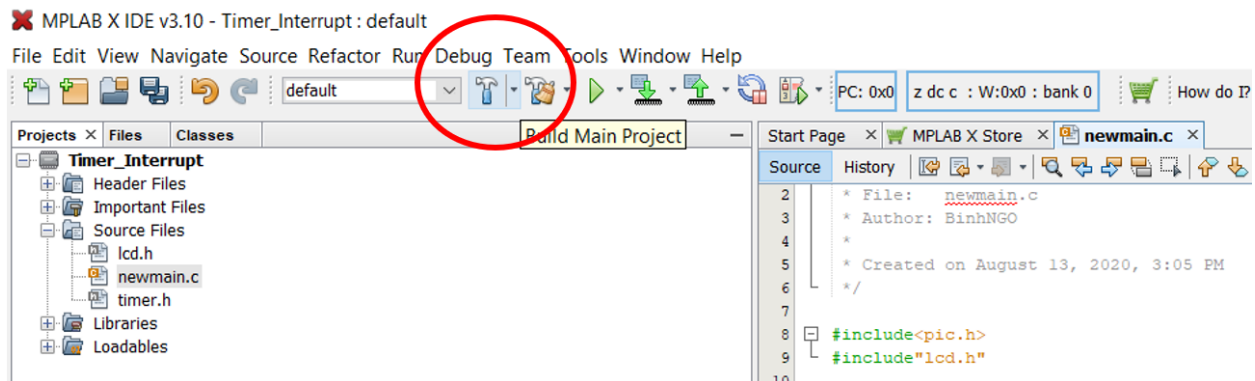 MPLAB X IDE v3.10 - Timer_Interrupt : default
File Edit View Navigate Source Refactor Run Debug Team Tools Window Help
default
PC: 0x0
z dc c : W:0x0 : bank 0
How do I?
Build Main Project
Projects
Files
Classes
Timer_Interrupt
Header Files
Important Files
Source Files
lcd.h
newmain.c
timer.h
Libraries
Loadables
Start Page
MPLAB X Store
newmain.c
Source
History
2 * File: newmain.c
3 * Author: BinhNGO
4 *
5 * Created on August 13, 2020, 3:05 PM
6 */
7
8 #include<pic.h>
9 #include"lcd.h"
10